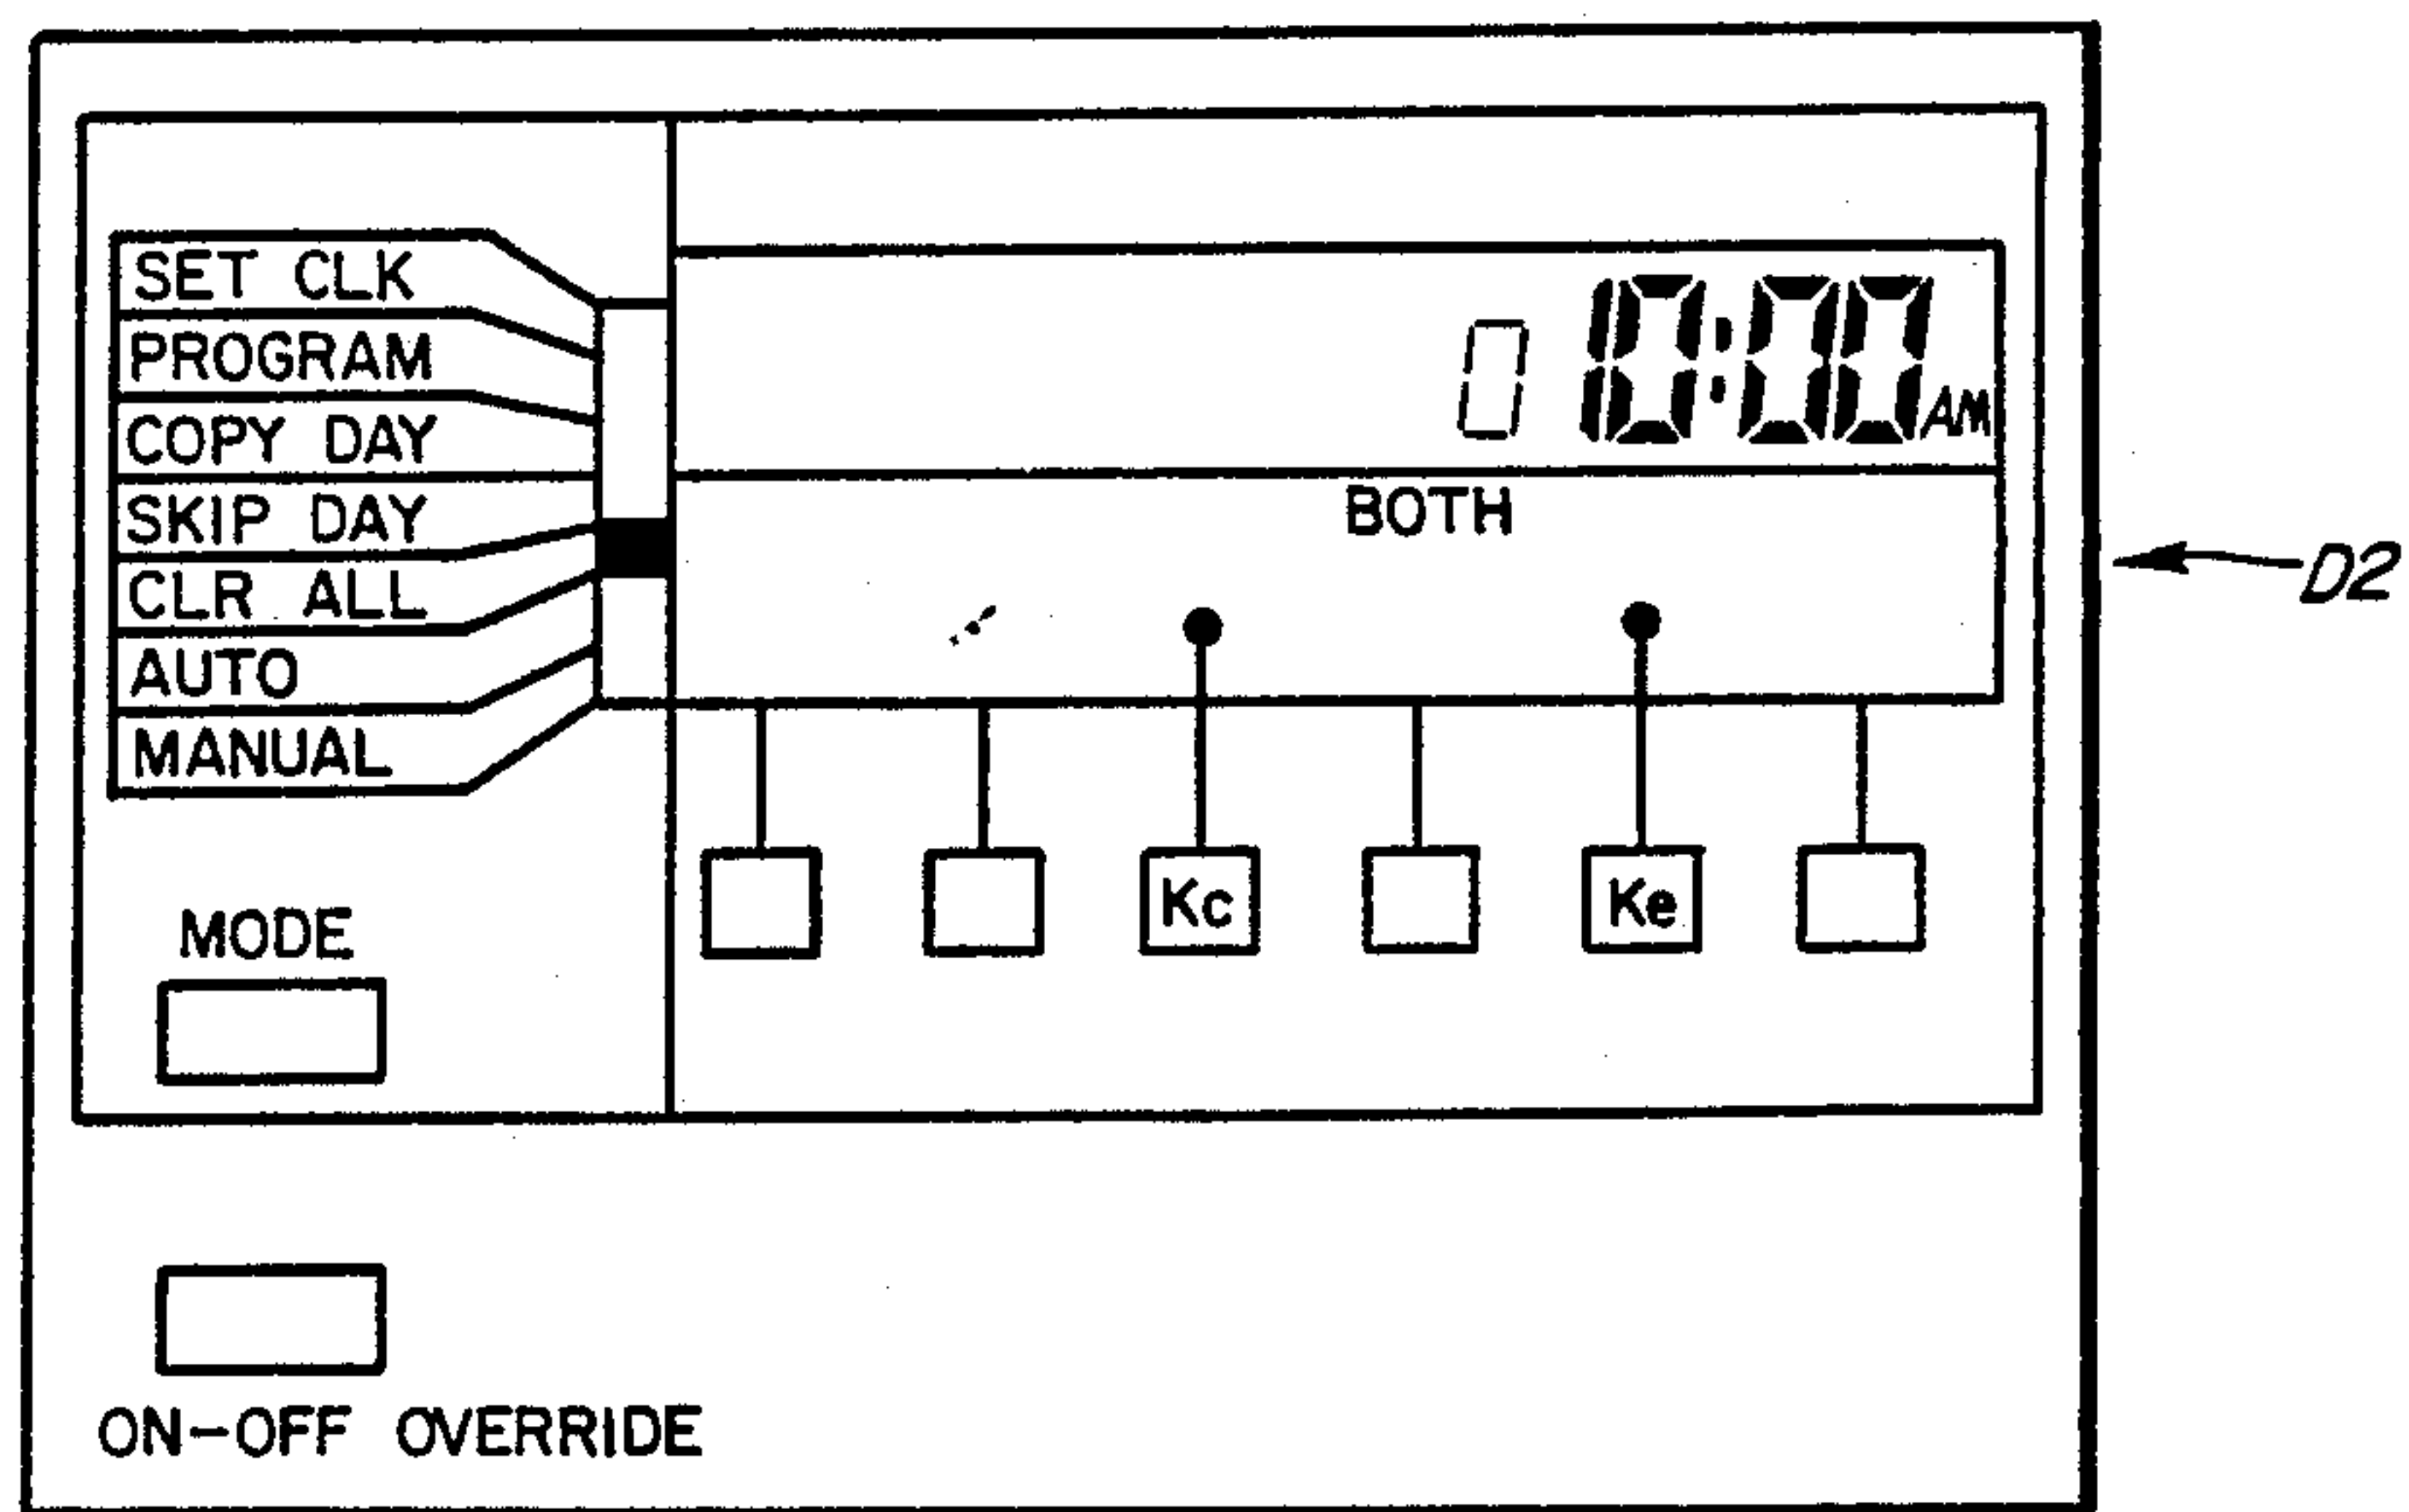 SET CLK
PROGRAM
COPY DAY
SKIP DAY
CLR ALL
AUTO
MANUAL
0 10:00 AM
BOTH
D2
Kc
Ke
MODE
ON-OFF OVERRIDE